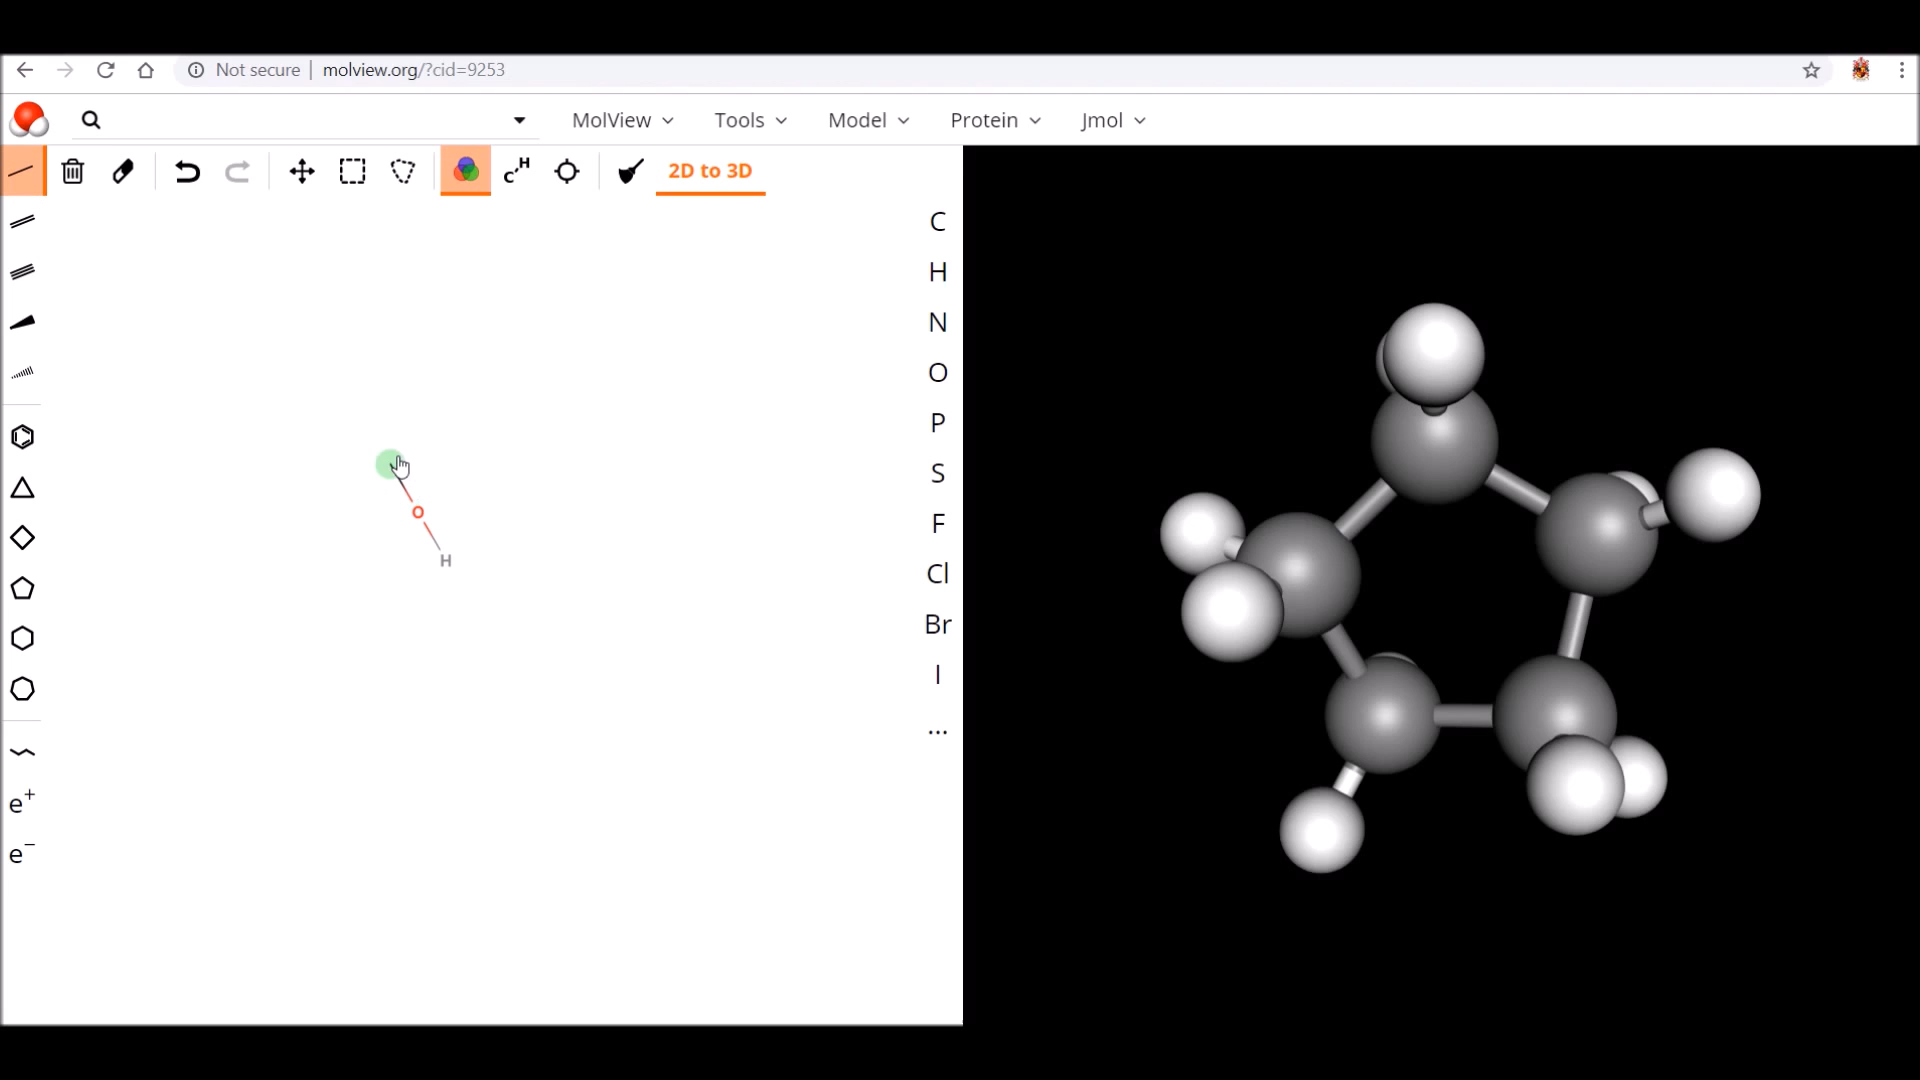 Not secure | molview.org/?cid=9253
MolView Tools Model Protein Jmol
C H 2D to 3D
C
H
N
O
P
S
F
Cl
Br
I
...
O
H
e+
e−